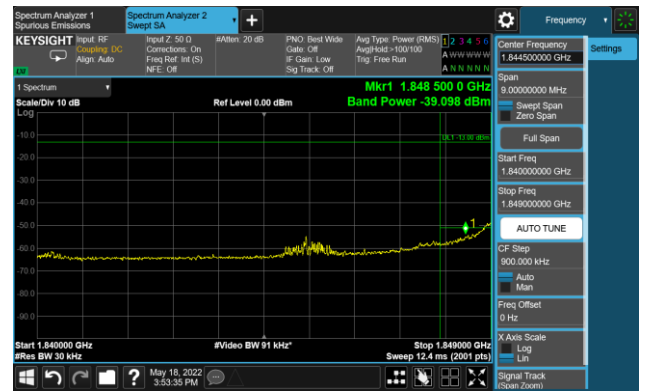 Spectrum Analyzer 1
Spurious Emissions
Spectrum Analyzer 2
Swept SA
Frequency
KEYSIGHT
Input: RF
Coupling: DC
Align: Auto
Input Z: 50 Ω
Corrections: On
Freq Ref: Int (S)
NFE: Off
#Atten: 20 dB
PNO: Best Wide
Gate: Off
IF Gain: Low
Sig Track: Off
Avg Type: Power (RMS)
Avg|Hold:>100/100
Trig: Free Run
1 2 3 4 5 6
A W W W W W
A N N N N N
1 Spectrum
Scale/Div 10 dB
Log
Ref Level 0.00 dBm
Mkr1 1.848 500 0 GHz
Band Power -39.098 dBm
DL1 -13.00 dBm
-10.0
-20.0
-30.0
-40.0
-50.0
-60.0
-70.0
-80.0
-90.0
1
Start 1.840000 GHz
#Res BW 30 kHz
#Video BW 91 kHz*
Stop 1.849000 GHz
Sweep 12.4 ms (2001 pts)
Center Frequency
1.844500000 GHz
Settings
Span
9.00000000 MHz
Swept Span
Zero Span
Full Span
Start Freq
1.840000000 GHz
Stop Freq
1.849000000 GHz
AUTO TUNE
CF Step
900.000 kHz
Auto
Man
Freq Offset
0 Hz
X Axis Scale
Log
Lin
Signal Track
(Span Zoom)
May 18, 2022
3:53:35 PM